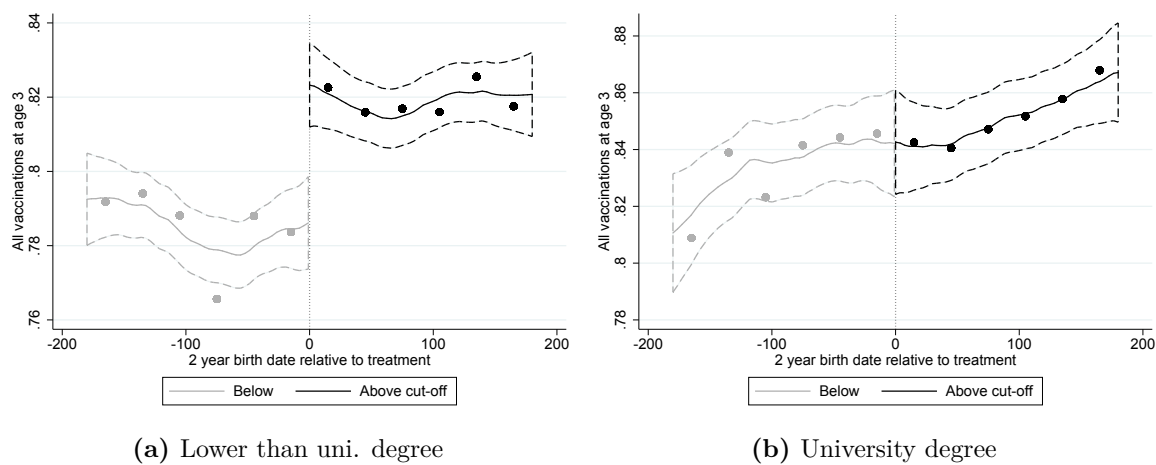 All vaccinations at age 3
.84
.82
.8
.78
.76
-200
-100
0
100
200
2 year birth date relative to treatment
Below
Above cut-off
(a) Lower than uni. degree
All vaccinations at age 3
.88
.86
.84
.82
.8
.78
-200
-100
0
100
200
2 year birth date relative to treatment
Below
Above cut-off
(b) University degree